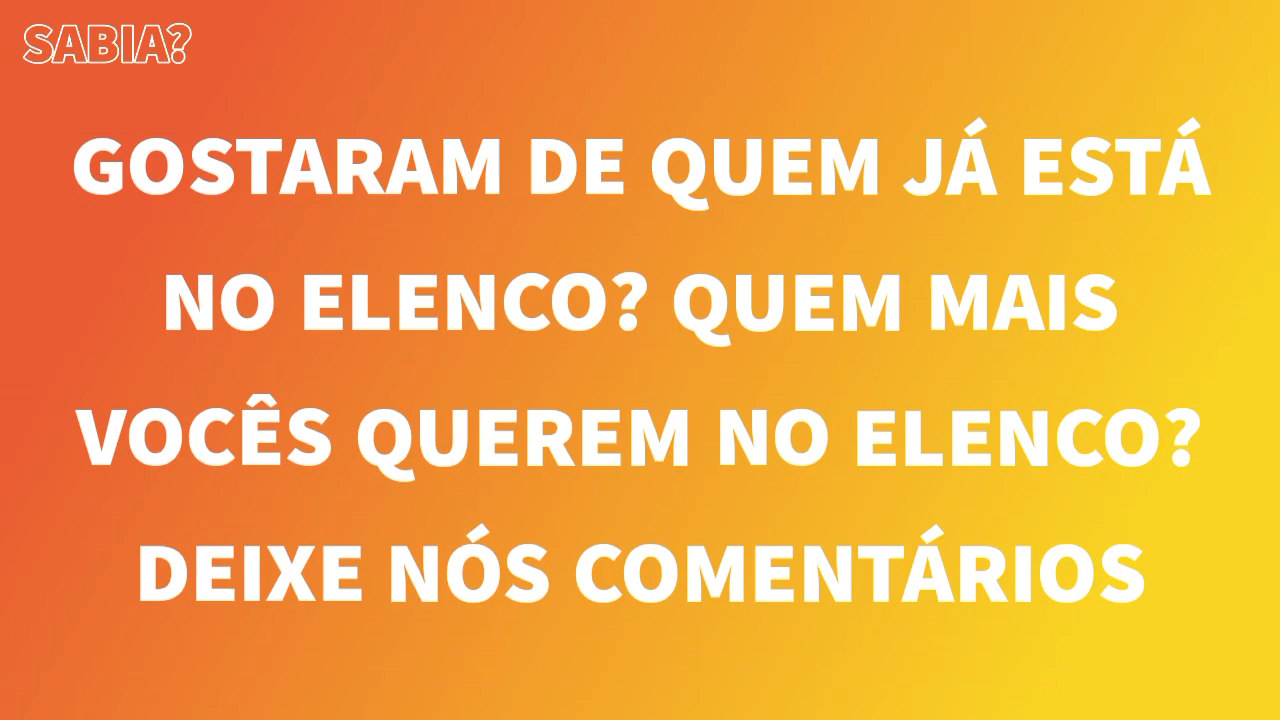 SABIA?
GOSTARAM DE QUEM JÁ ESTÁ
NO ELENCO? QUEM MAIS
VOCÊS QUEREM NO ELENCO?
DEIXE NÓS COMENTÁRIOS